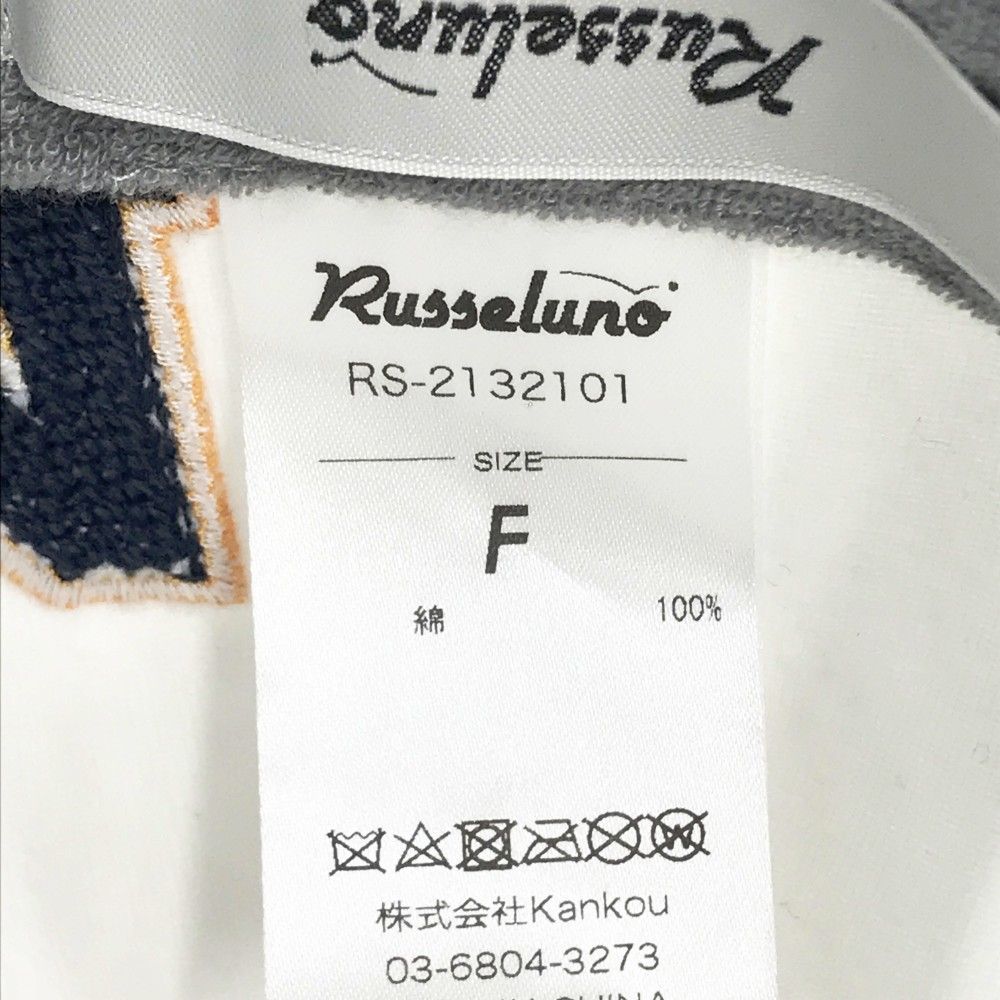 Russeluno
Russeluno
RS-2132101
SIZE
F
綿 100%
株式会社Kankou
03-6804-3273